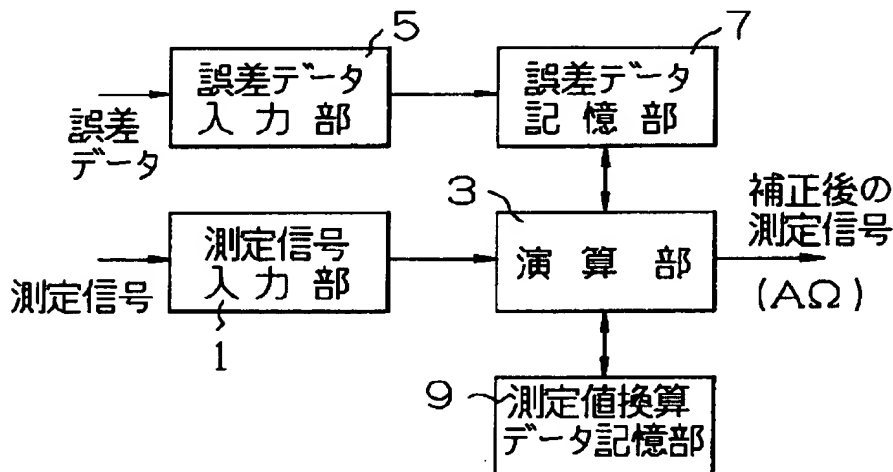 5
誤差データ
入力部
誤差
データ
7
誤差データ
記憶部
測定信号
入力部
1
測定信号
3
演算部
補正後の
測定信号
(AΩ)
9
測定値換算
データ記憶部